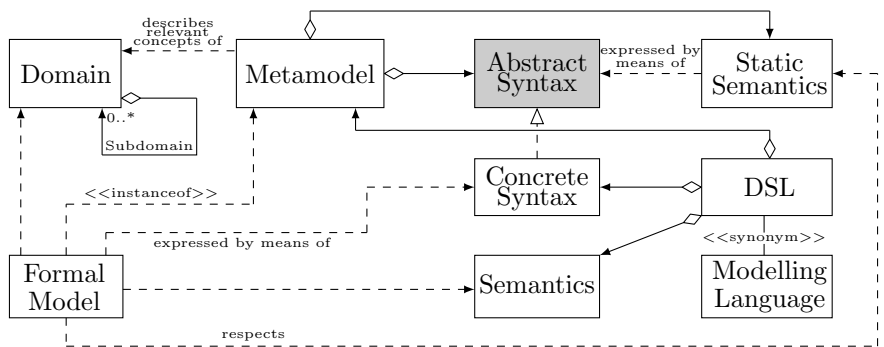 describes
relevant
concepts of
Domain
Metamodel
Abstract
Syntax
expressed by
means of
Static
Semantics
0..*
Subdomain
<<instanceof>>
Concrete
Syntax
DSL
expressed by means of
<<synonym>>
Formal
Model
Semantics
Modelling
Language
respects